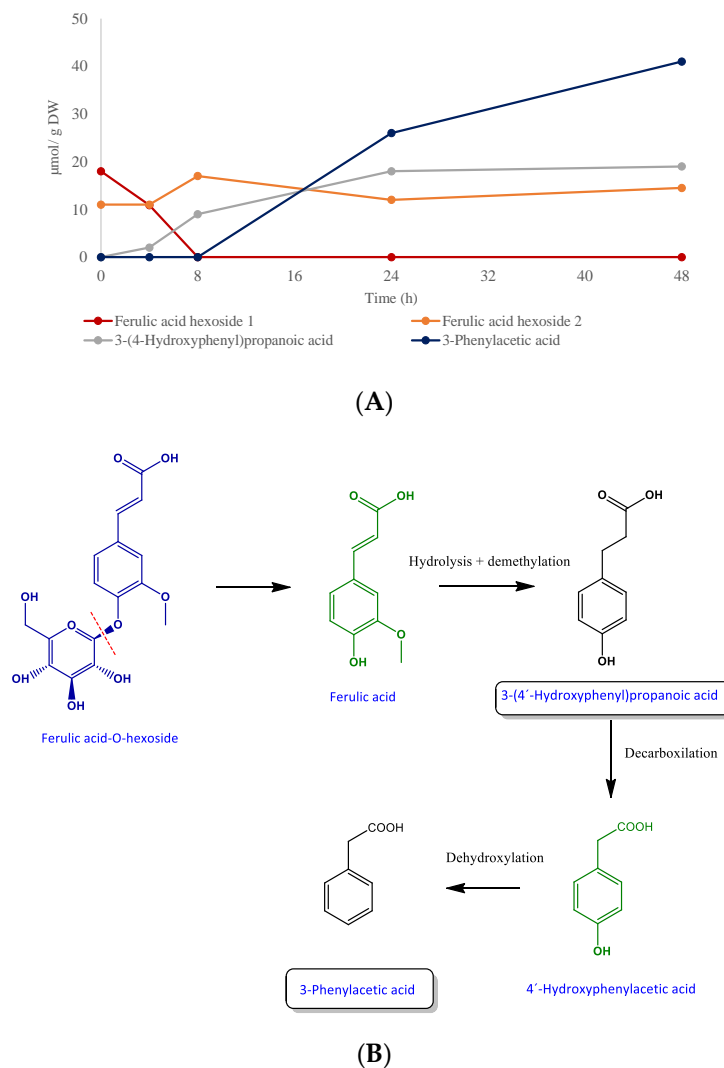 50
40
30
20
10
0
µmol/ g DW
0 4 8 16 24 32 40 48
Time (h)
Ferulic acid hexoside 1 Ferulic acid hexoside 2
3-(4-Hydroxyphenyl)propanoic acid 3-Phenylacetic acid
(A)
O OH
O OH
O OH
OH
O
O
O
OH
OH
OH
OH
O
OH
Hydrolysis + demethylation
Ferulic acid-O-hexoside
Ferulic acid
3-(4´-Hydroxyphenyl)propanoic acid
Decarboxilation
COOH
COOH
Dehydroxylation
OH
3-Phenylacetic acid
4´-Hydroxyphenylacetic acid
(B)